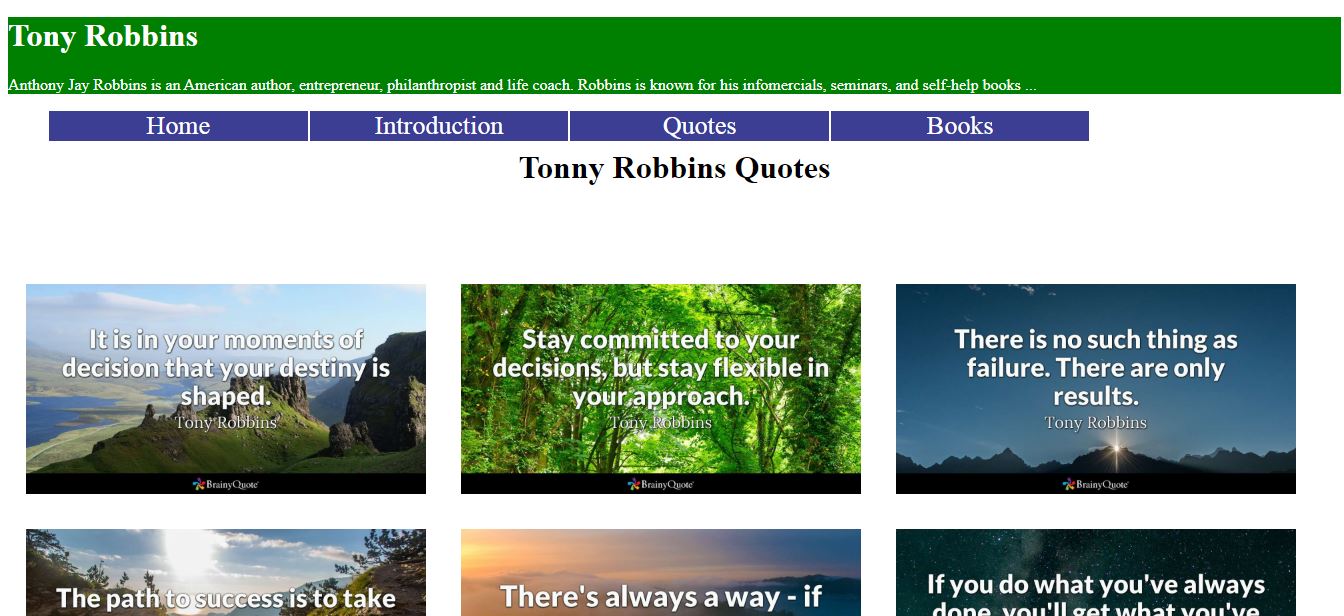 Tony Robbins
Anthony Jay Robbins is an American author, entrepreneur, philanthropist and life coach. Robbins is known for his infomercials, seminars, and self-help books ...
Home Introduction Quotes Books
Tonny Robbins Quotes
It is in your moments of
decision that your destiny is
shaped.
Tony Robbins
BrainyQuote
Stay committed to your
decisions, but stay flexible in
your approach.
Tony Robbins
BrainyQuote
There is no such thing as
failure. There are only
results.
Tony Robbins
BrainyQuote
The path to success is to take
There's always a way - if
If you do what you've always
done, you'll get what you've